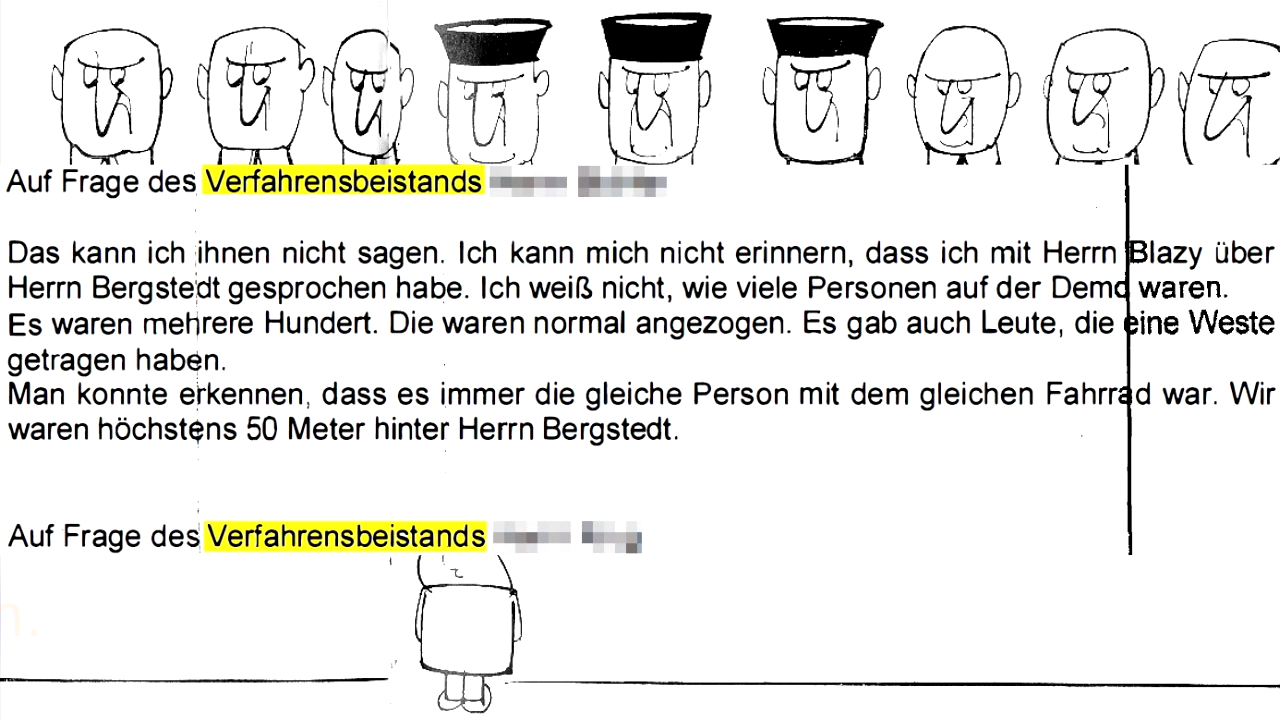 Auf Frage des Verfahrensbeistands
Das kann ich ihnen nicht sagen. Ich kann mich nicht erinnern, dass ich mit Herrn Blazy über
Herrn Bergstedt gesprochen habe. Ich weiß nicht, wie viele Personen auf der Demo waren.
Es waren mehrere Hundert. Die waren normal angezogen. Es gab auch Leute, die eine Weste
getragen haben.
Man konnte erkennen, dass es immer die gleiche Person mit dem gleichen Fahrrad war. Wir
waren höchstens 50 Meter hinter Herrn Bergstedt.
Auf Frage des Verfahrensbeistands
n.